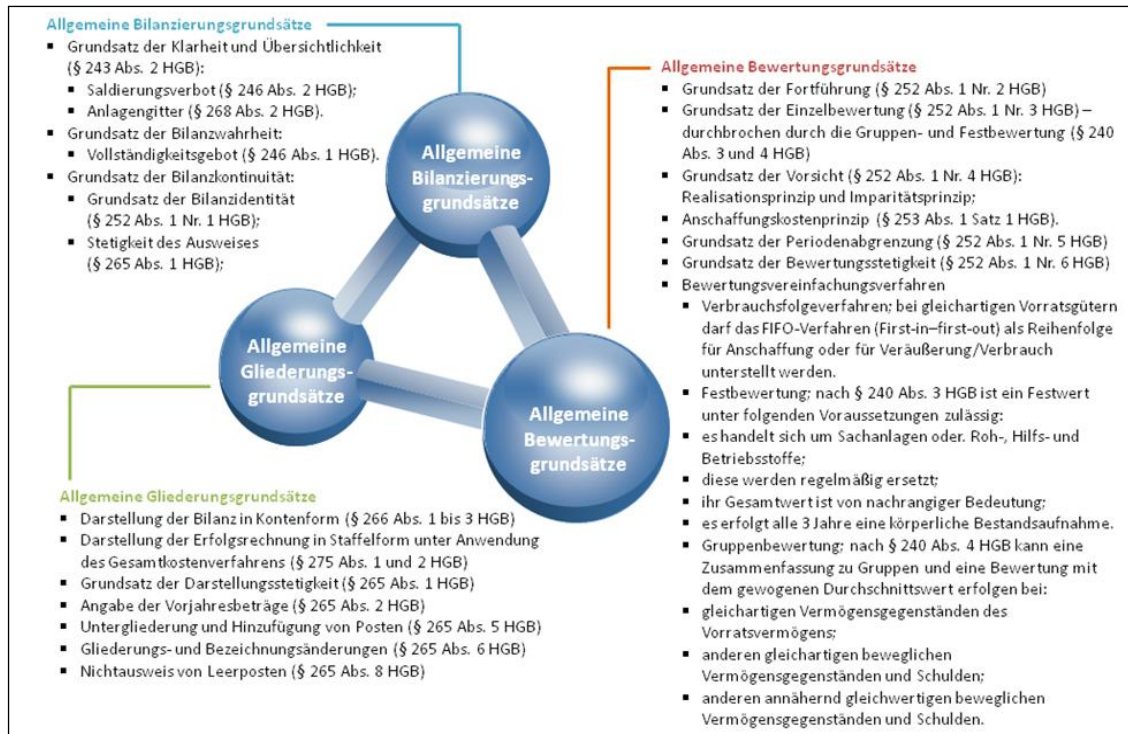 Allgemeine Bilanzierungsgrundsätze
▪ Grundsatz der Klarheit und Übersichtlichkeit
(§ 243 Abs. 2 HGB):
▪ Saldierungsverbot (§ 246 Abs. 2 HGB);
▪ Anlagengitter (§ 268 Abs. 2 HGB).
▪ Grundsatz der Bilanzwahrheit:
▪ Vollständigkeitsgebot (§ 246 Abs. 1 HGB).
▪ Grundsatz der Bilanzkontinuität:
▪ Grundsatz der Bilanzidentität
(§ 252 Abs. 1 Nr. 1 HGB);
▪ Stetigkeit des Ausweises
(§ 265 Abs. 1 HGB);
Allgemeine
Bilanzierungs-
grundsätze
Allgemeine
Gliederungs-
grundsätze
Allgemeine
Bewertungs-
grundsätze
Allgemeine Bewertungsgrundsätze
▪ Grundsatz der Fortführung (§ 252 Abs. 1 Nr. 2 HGB)
▪ Grundsatz der Einzelbewertung (§ 252 Abs. 1 Nr. 3 HGB) –
durchbrochen durch die Gruppen- und Festbewertung (§ 240
Abs. 3 und 4 HGB)
▪ Grundsatz der Vorsicht (§ 252 Abs. 1 Nr. 4 HGB):
Realisationsprinzip und Imparitätsprinzip;
▪ Anschaffungskostenprinzip (§ 253 Abs. 1 Satz 1 HGB).
▪ Grundsatz der Periodenabgrenzung (§ 252 Abs. 1 Nr. 5 HGB)
▪ Grundsatz der Bewertungsstetigkeit (§ 252 Abs. 1 Nr. 6 HGB)
▪ Bewertungsvereinfachungsverfahren
▪ Verbrauchsfolgeverfahren; bei gleichartigen Vorratsgütern
darf das FIFO-Verfahren (First-in–first-out) als Reihenfolge
für Anschaffung oder für Veräußerung/Verbrauch
unterstellt werden.
▪ Festbewertung; nach § 240 Abs. 3 HGB ist ein Festwert
unter folgenden Voraussetzungen zulässig:
▪ es handelt sich um Sachanlagen oder. Roh-, Hilfs- und
Betriebsstoffe;
▪ diese werden regelmäßig ersetzt;
▪ ihr Gesamtwert ist von nachrangiger Bedeutung;
▪ es erfolgt alle 3 Jahre eine körperliche Bestandsaufnahme.
▪ Gruppenbewertung; nach § 240 Abs. 4 HGB kann eine
Zusammenfassung zu Gruppen und eine Bewertung mit
dem gewogenen Durchschnittswert erfolgen bei:
▪ gleichartigen Vermögensgegenständen des
Vorratsvermögens;
▪ anderen gleichartigen beweglichen
Vermögensgegenständen und Schulden;
▪ anderen annähernd gleichwertigen beweglichen
Vermögensgegenständen und Schulden.
Allgemeine Gliederungsgrundsätze
▪ Darstellung der Bilanz in Kontenform (§ 266 Abs. 1 bis 3 HGB)
▪ Darstellung der Erfolgsrechnung in Staffelform unter Anwendung
des Gesamtkostenverfahrens (§ 275 Abs. 1 und 2 HGB)
▪ Grundsatz der Darstellungsstetigkeit (§ 265 Abs. 1 HGB)
▪ Angabe der Vorjahresbeträge (§ 265 Abs. 2 HGB)
▪ Untergliederung und Hinzufügung von Posten (§ 265 Abs. 5 HGB)
▪ Gliederungs- und Bezeichnungsänderungen (§ 265 Abs. 6 HGB)
▪ Nichtausweis von Leerposten (§ 265 Abs. 8 HGB)